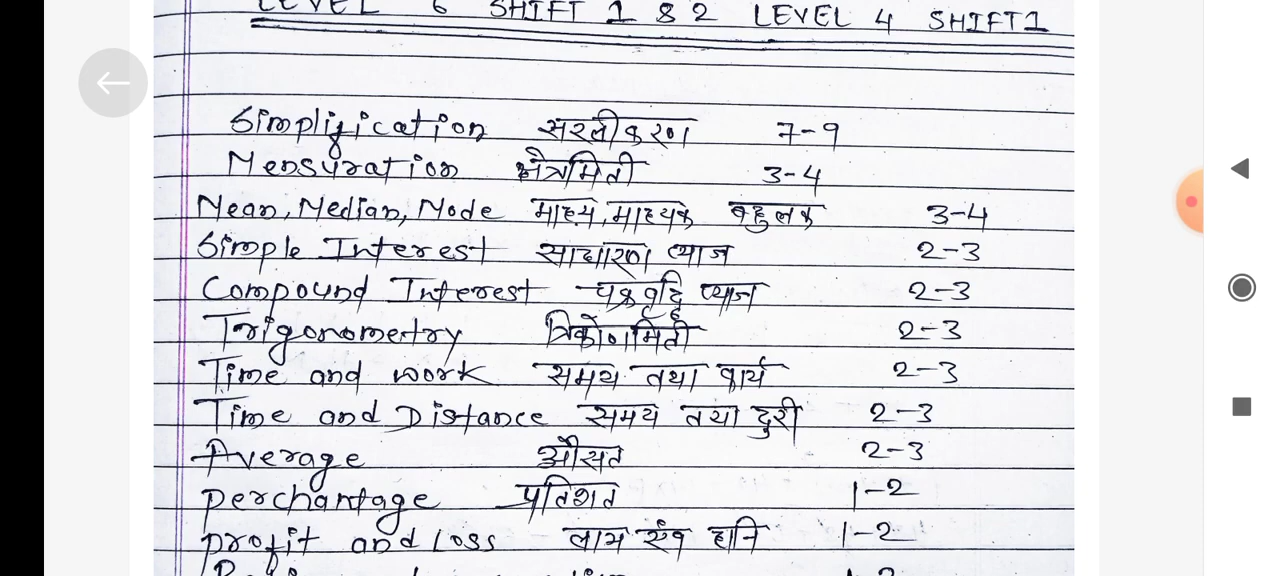 LEVEL 6 SHIFT 1 & 2 LEVEL 4 SHIFT1
Simplification सरलीकरण 7-9
Mensuration क्षेत्रमिती 3-4
Mean, Median, Mode माध्य, माध्यक बहुलक 3-4
Simple Interest साधारण ब्याज 2-3
Compound Interest चक्रवृद्दि ब्याज 2-3
Trigonomertry त्रिकोणमिती 2-3
Time and work समय तथा कार्य 2-3
Time and Distance समय तथा दुरी 2-3
Average औसत 2-3
perchantage प्रतिशत 1-2
profit and Loss लाभ एंव हानि 1-2